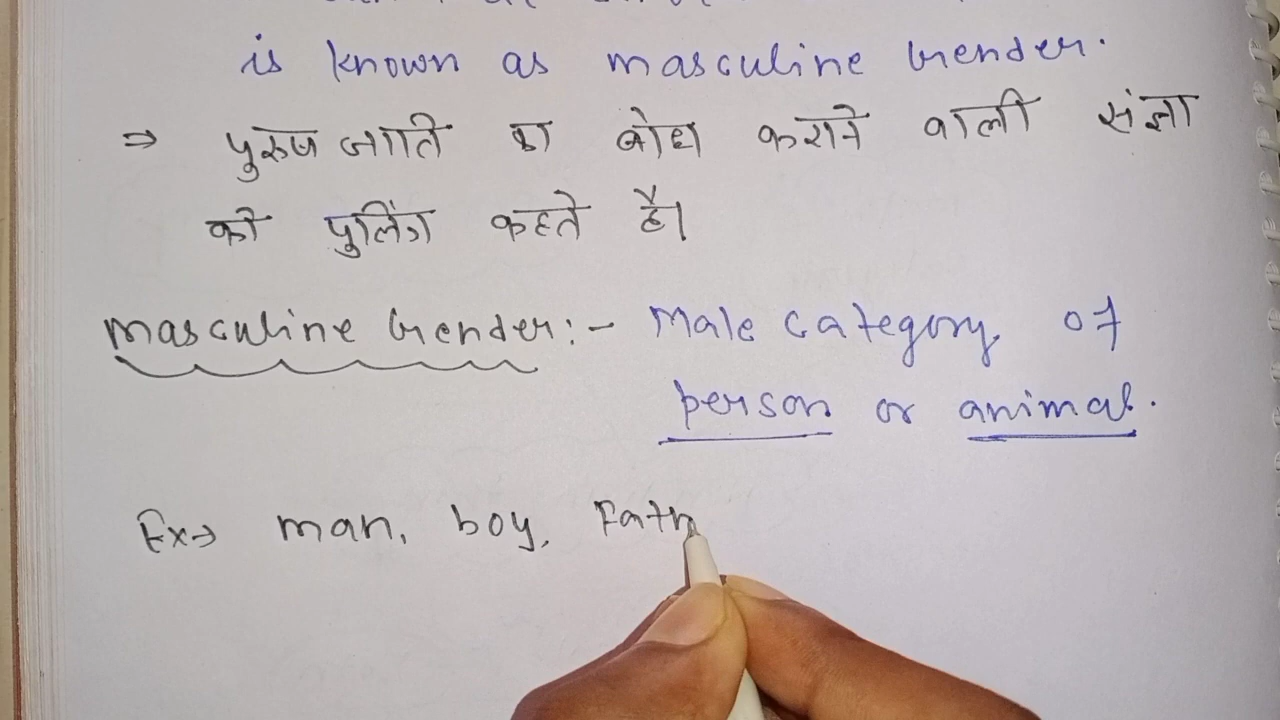 is known as masculine Gender.
⇒ पुरुष जाति का बोध कराने वाली संज्ञा
को पुलिंग कहते है।
masculine Gender:- Male category of
person or animal.
Ex→ man, boy, Fath